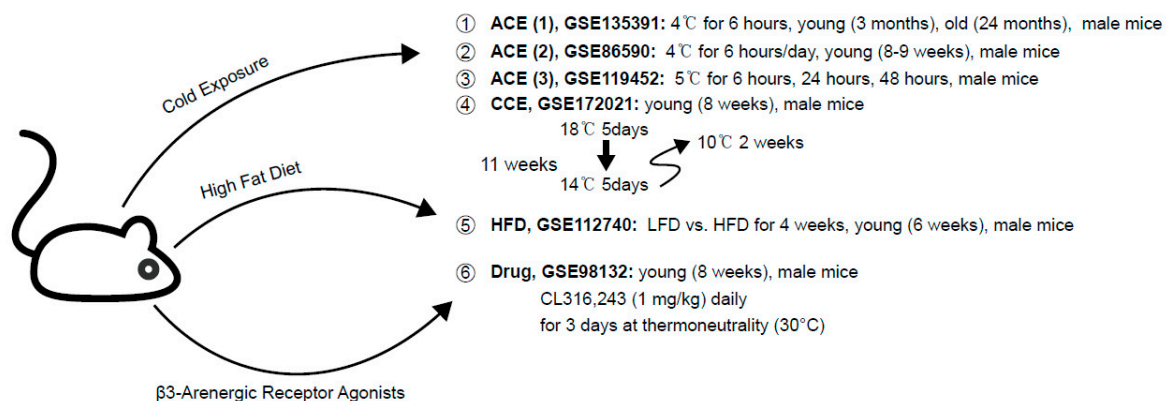 ① ACE (1), GSE135391: 4℃ for 6 hours, young (3 months), old (24 months), male mice
② ACE (2), GSE86590: 4℃ for 6 hours/day, young (8-9 weeks), male mice
③ ACE (3), GSE119452: 5℃ for 6 hours, 24 hours, 48 hours, male mice
④ CCE, GSE172021: young (8 weeks), male mice
Cold Exposure
18℃ 5days
10℃ 2 weeks
11 weeks
14℃ 5days
High Fat Diet
⑤ HFD, GSE112740: LFD vs. HFD for 4 weeks, young (6 weeks), male mice
⑥ Drug, GSE98132: young (8 weeks), male mice
CL316,243 (1 mg/kg) daily
for 3 days at thermoneutrality (30°C)
β3-Arenergic Receptor Agonists